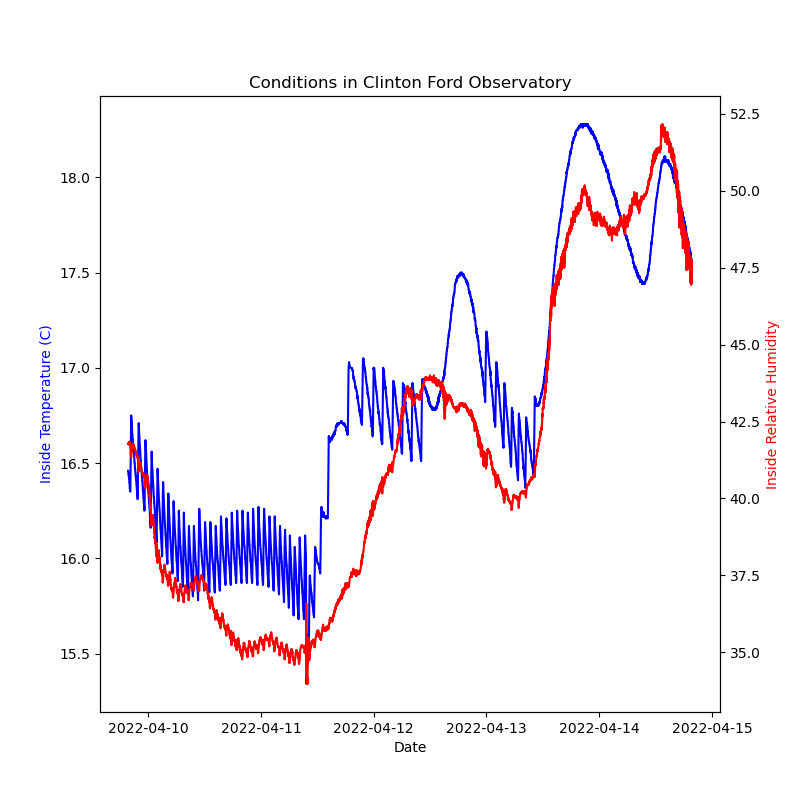 Conditions in Clinton Ford Observatory
Inside Temperature (C)
18.0
17.5
17.0
16.5
16.0
15.5
52.5
50.0
47.5
45.0
42.5
40.0
37.5
35.0
Inside Relative Humidity
2022-04-10 2022-04-11 2022-04-12 2022-04-13 2022-04-14 2022-04-15
Date